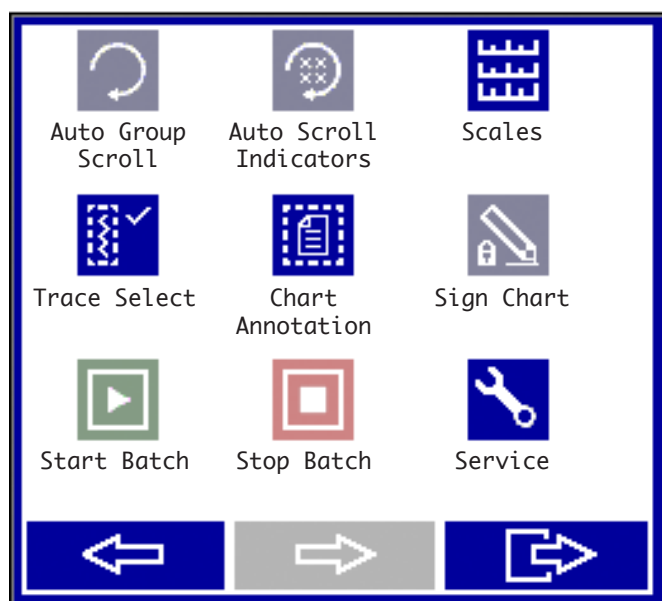 Auto Group
Scroll
Auto Scroll
Indicators
Scales
Trace Select
Chart
Annotation
Sign Chart
Start Batch
Stop Batch
Service